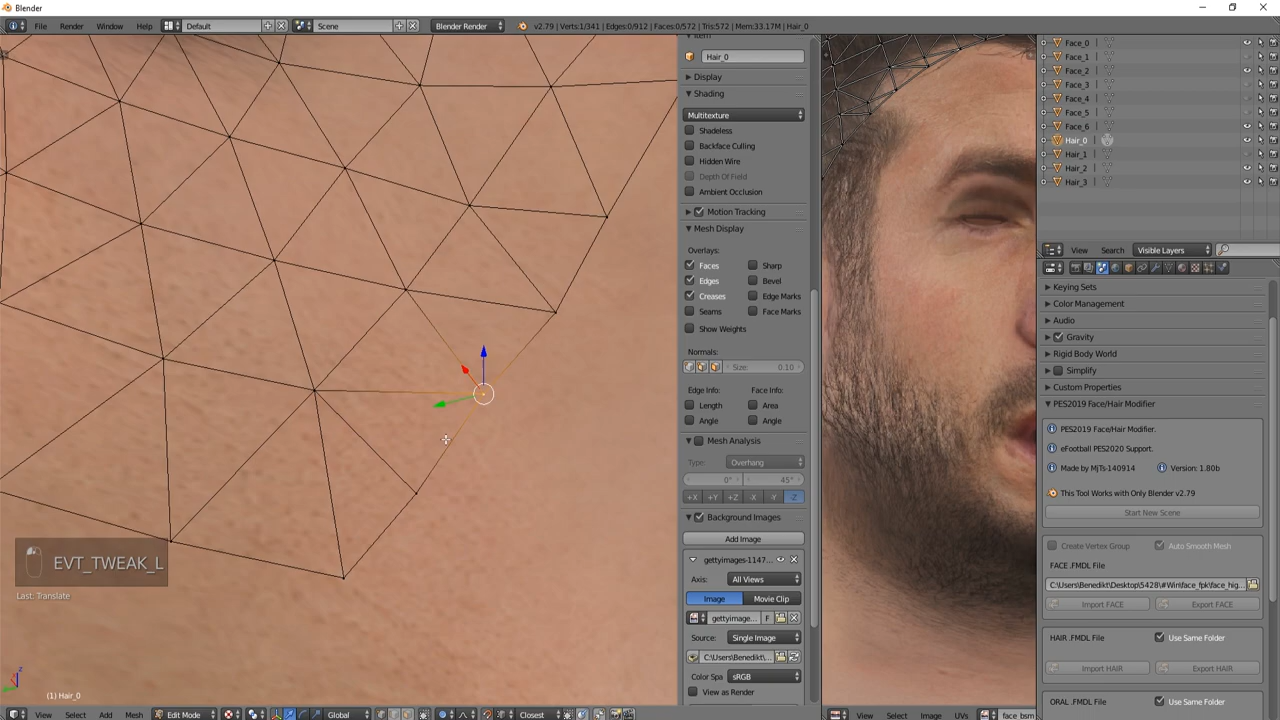 Blender
File Render Window Help Default Scene Blender Render v2.79 | Verts:1/341 | Edges:0/912 | Faces:0/572 | Tris:572 | Mem:33.17M | Hair_0
Hair_0
Display
Shading
Multitexture
Shadeless
Backface Culling
Hidden Wire
Depth Of Field
Ambient Occlusion
Motion Tracking
Mesh Display
Overlays:
Faces Sharp
Edges Bevel
Creases Edge Marks
Seams Face Marks
Show Weights
Normals:
Size: 0.10
Edge Info: Face Info:
Length Area
Angle Angle
Mesh Analysis
Type: Overhang
0° 45°
+X +Y +Z -X -Y -Z
Background Images
Add Image
gettyimages-1147...
Axis: All Views
Image Movie Clip
gettyimage... F
Source: Single Image
C:\Users\Benedikt\...
Color Spa sRGB
View as Render
EVT_TWEAK_L
Last: Translate
(1) Hair_0
View Select Add Mesh Edit Mode Global Closest
View Select Image UVs face_bsm
Face_0
Face_1
Face_2
Face_3
Face_4
Face_5
Face_6
Hair_0
Hair_1
Hair_2
Hair_3
View Search Visible Layers
Keying Sets
Color Management
Audio
Gravity
Rigid Body World
Simplify
Custom Properties
PES2019 Face/Hair Modifier
PES2019 Face/Hair Modifier.
eFootball PES2020 Support.
Made by MjTs-140914 Version: 1.80b
This Tool Works with Only Blender v2.79
Start New Scene
Create Vertex Group Auto Smooth Mesh
FACE .FMDL File
C:\Users\Benedikt\Desktop\5428\#Win\face_fpk\face_hig...
Import FACE Export FACE
HAIR .FMDL File Use Same Folder
Import HAIR Export HAIR
ORAL .FMDL File Use Same Folder